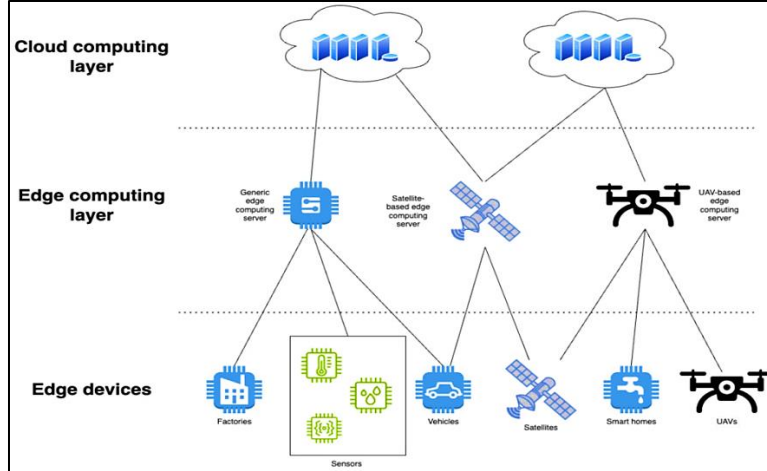 Cloud computing
layer
Edge computing
layer
Generic
edge
computing
server
Satellite-
based edge
computing
server
UAV-based
edge
computing
server
Edge devices
Factories
Sensors
Vehicles
Satellites
Smart homes
UAVs